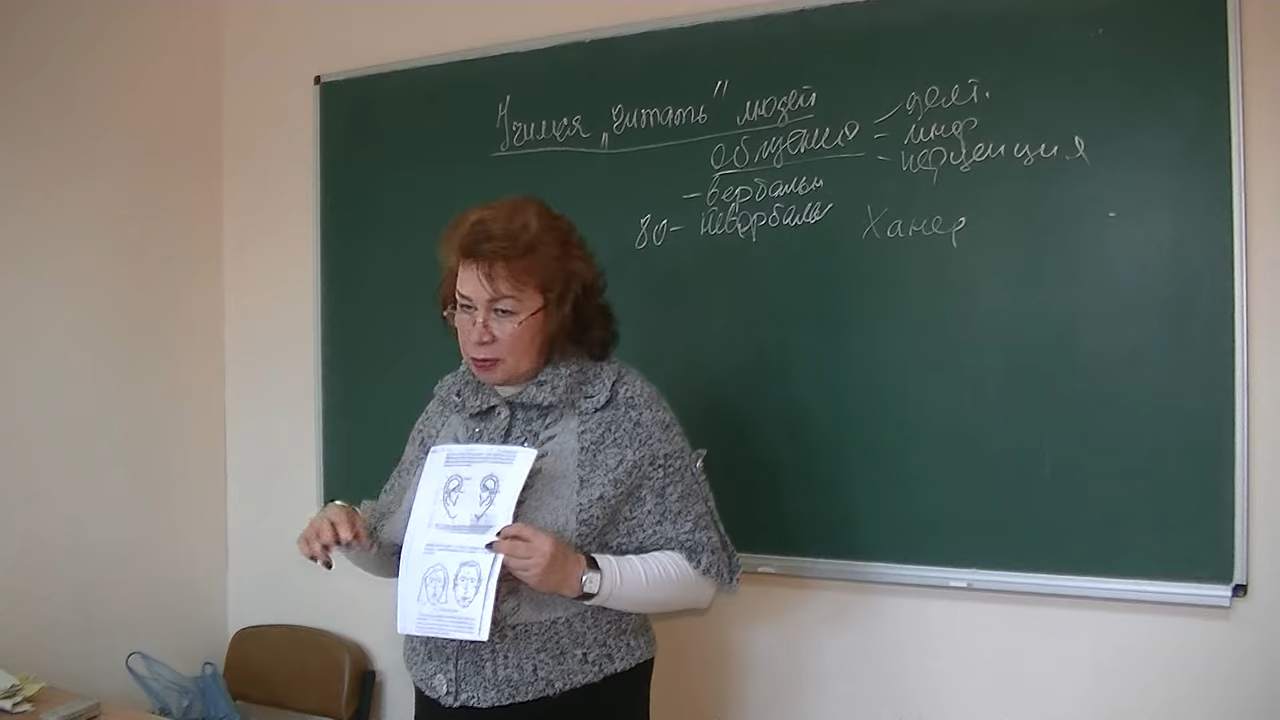 Учимся „читать" людей
общение - деят.
- инф
- перцепция
- вербальн
80 - невербальн
Ханер